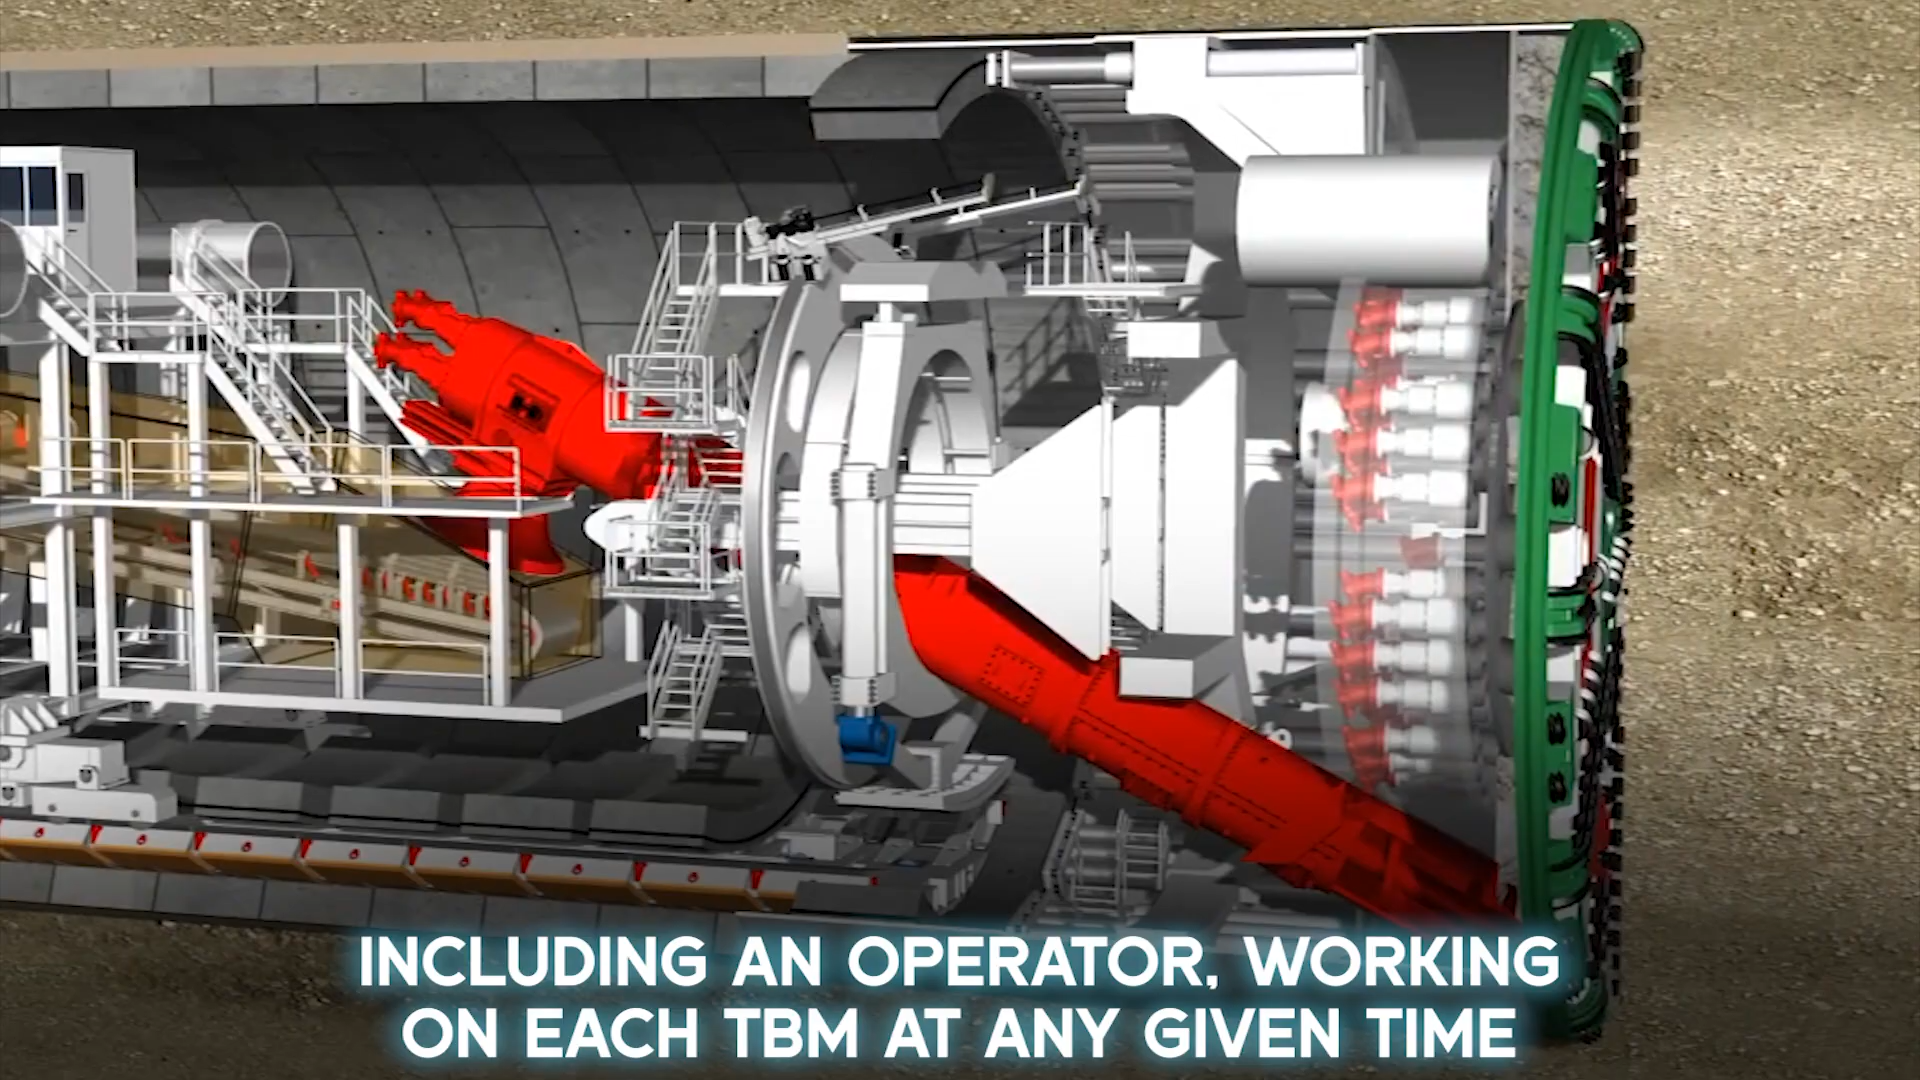 INCLUDING AN OPERATOR, WORKING
ON EACH TBM AT ANY GIVEN TIME